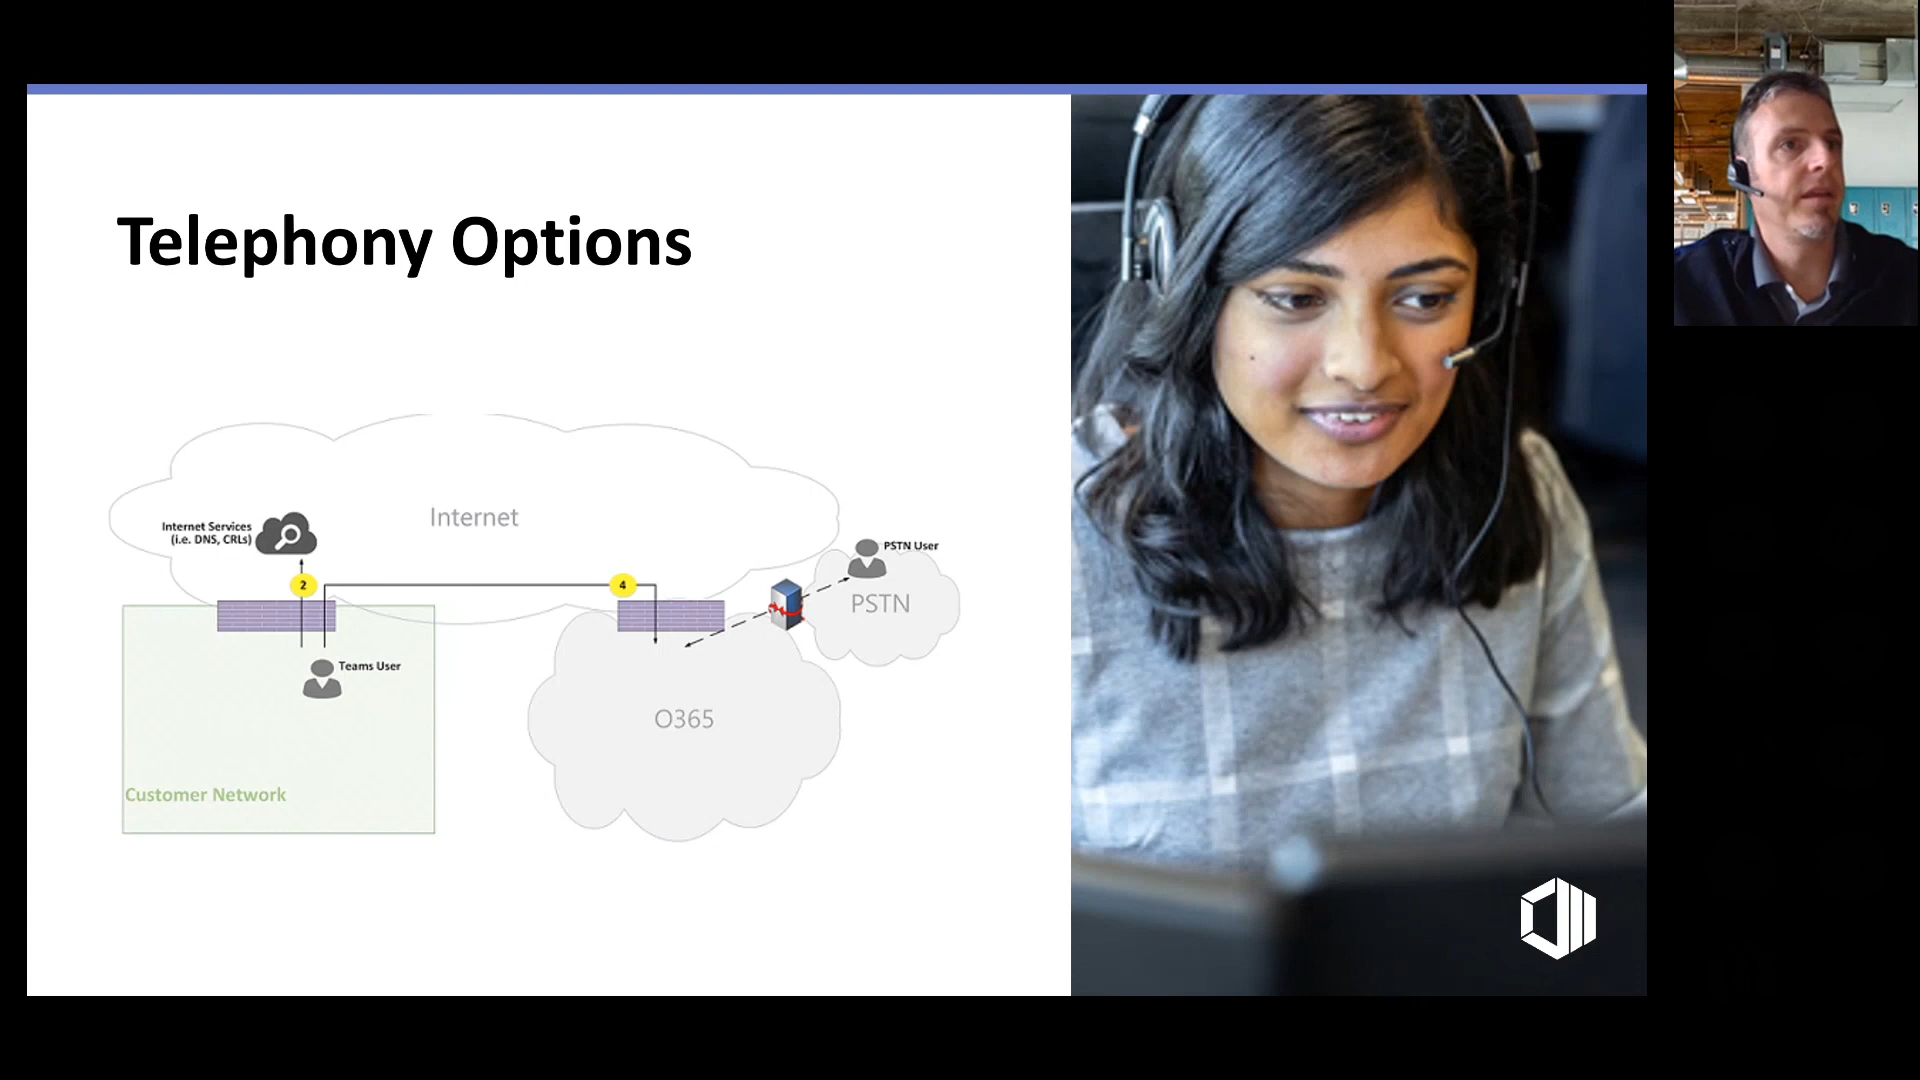 Telephony Options
Internet
Internet Services
(i.e. DNS, CRLs)
PSTN User
2
4
PSTN
Teams User
O365
Customer Network